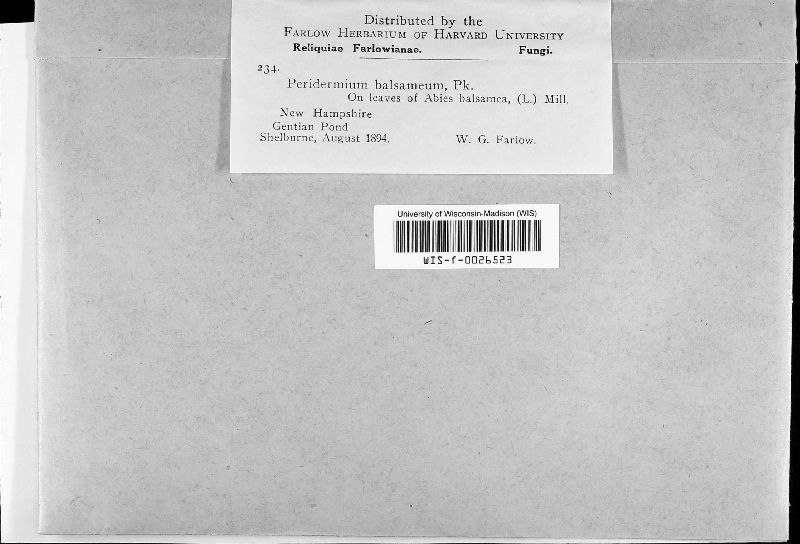 Distributed by the
FARLOW HERBARIUM OF HARVARD UNIVERSITY
Reliquiae Farlowianae. Fungi.
234.
Peridermium balsameum, Pk.
On leaves of Abies balsamea, (L.) Mill.
New Hampshire
Gentian Pond
Shelburne, August 1894. W. G. Farlow.
University of Wisconsin-Madison (WIS)
WIS-f-0026523